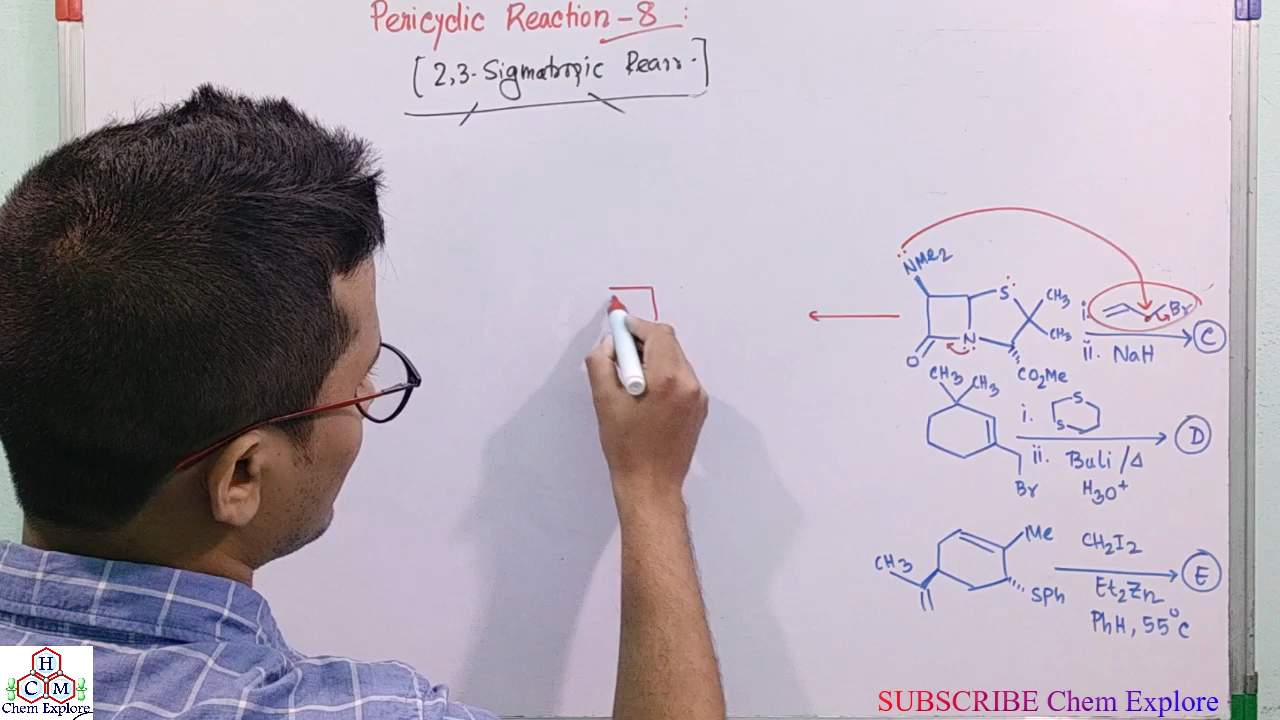 Pericyclic Reaction - 8 :
[2,3-Sigmatropic Rearr.]
NMe2
S
CH3
CH3
N
O
CO2Me
i.
Br
ii. NaH
C
CH3
CH3
Br
i.
S
S
ii. Buli / Δ
H3O+
D
CH3
Me
SPh
CH2I2
Et2Zn
PhH, 55°C
E
H
C M
Chem Explore
SUBSCRIBE Chem Explore